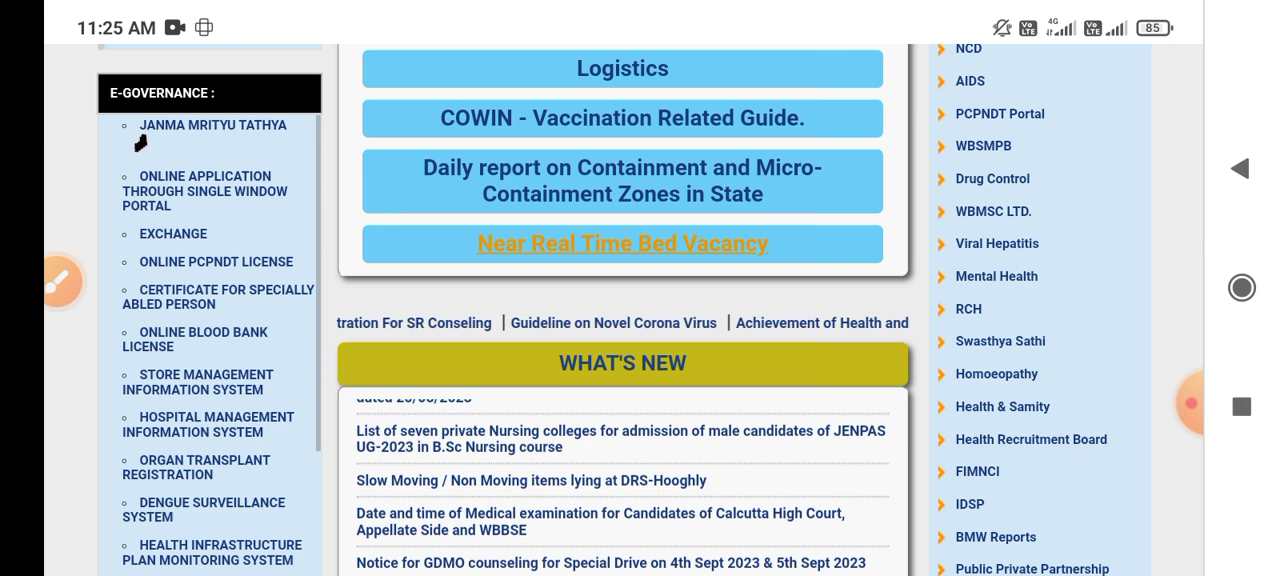 11:25 AM
4G
Vo LTE
Vo LTE
85
E-GOVERNANCE :
JANMA MRITYU TATHYA
ONLINE APPLICATION
THROUGH SINGLE WINDOW
PORTAL
EXCHANGE
ONLINE PCPNDT LICENSE
CERTIFICATE FOR SPECIALLY
ABLED PERSON
ONLINE BLOOD BANK
LICENSE
STORE MANAGEMENT
INFORMATION SYSTEM
HOSPITAL MANAGEMENT
INFORMATION SYSTEM
ORGAN TRANSPLANT
REGISTRATION
DENGUE SURVEILLANCE
SYSTEM
HEALTH INFRASTRUCTURE
PLAN MONITORING SYSTEM
Logistics
COWIN - Vaccination Related Guide.
Daily report on Containment and Micro-
Containment Zones in State
Near Real Time Bed Vacancy
tration For SR Conseling | Guideline on Novel Corona Virus | Achievement of Health and
WHAT'S NEW
List of seven private Nursing colleges for admission of male candidates of JENPAS
UG-2023 in B.Sc Nursing course
Slow Moving / Non Moving items lying at DRS-Hooghly
Date and time of Medical examination for Candidates of Calcutta High Court,
Appellate Side and WBBSE
Notice for GDMO counseling for Special Drive on 4th Sept 2023 & 5th Sept 2023
NCD
AIDS
PCPNDT Portal
WBSMPB
Drug Control
WBMSC LTD.
Viral Hepatitis
Mental Health
RCH
Swasthya Sathi
Homoeopathy
Health & Samity
Health Recruitment Board
FIMNCI
IDSP
BMW Reports
Public Private Partnership